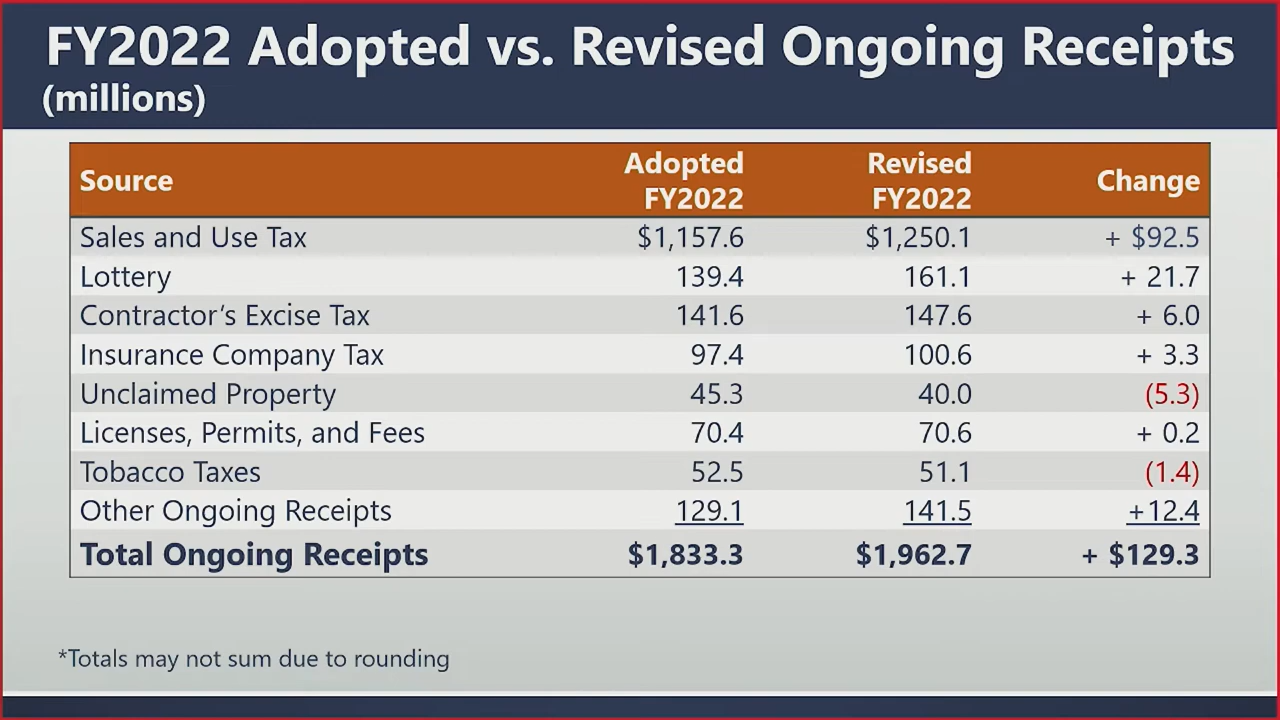 FY2022 Adopted vs. Revised Ongoing Receipts
(millions)
Source Adopted FY2022 Revised FY2022 Change
Sales and Use Tax $1,157.6 $1,250.1 + $92.5
Lottery 139.4 161.1 + 21.7
Contractor's Excise Tax 141.6 147.6 + 6.0
Insurance Company Tax 97.4 100.6 + 3.3
Unclaimed Property 45.3 40.0 (5.3)
Licenses, Permits, and Fees 70.4 70.6 + 0.2
Tobacco Taxes 52.5 51.1 (1.4)
Other Ongoing Receipts 129.1 141.5 +12.4
Total Ongoing Receipts $1,833.3 $1,962.7 + $129.3
*Totals may not sum due to rounding